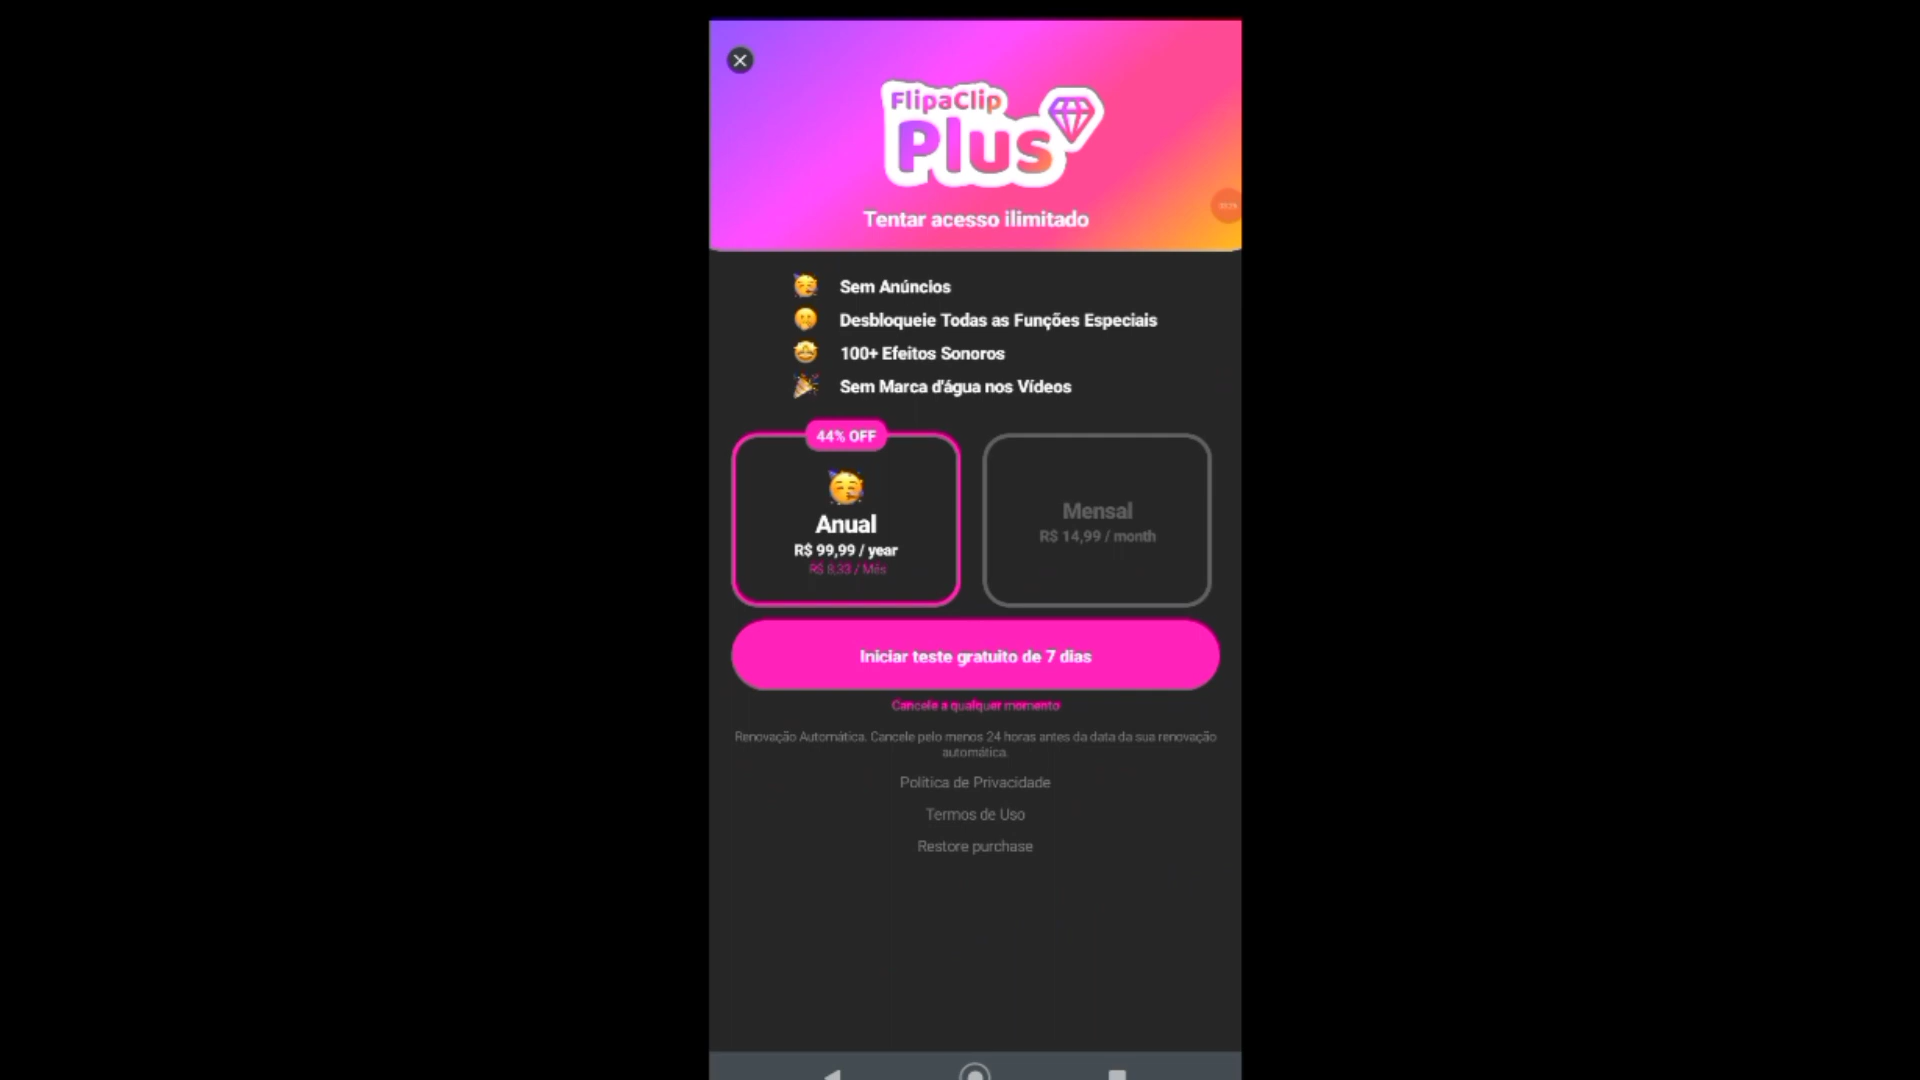 FlipaClip
Plus
Tentar acesso ilimitado
Sem Anúncios
Desbloqueie Todas as Funções Especiais
100+ Efeitos Sonoros
Sem Marca d'água nos Vídeos
44% OFF
Anual
R$ 99,99 / year
R$ 8,33 / Mês
Mensal
R$ 14,99 / month
Iniciar teste gratuito de 7 dias
Cancele a qualquer momento
Renovação Automática. Cancele pelo menos 24 horas antes da data da sua renovação
automática.
Política de Privacidade
Termos de Uso
Restore purchase